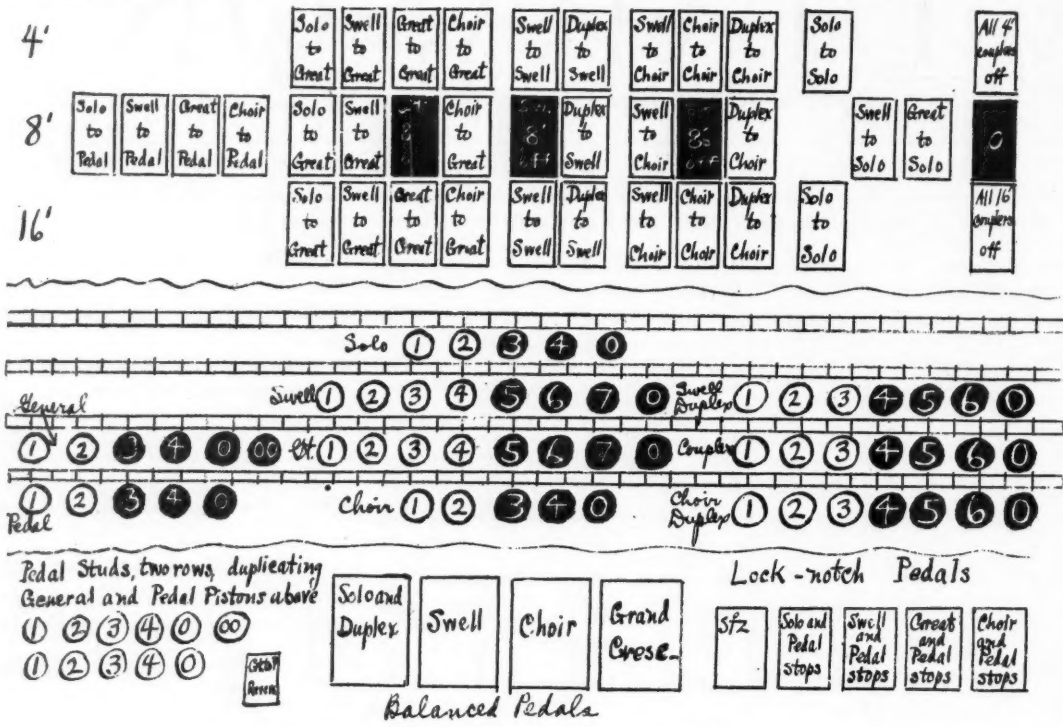 Solo Swell Great Choir Swell Duplex Swell Choir Duplex Solo All 4'
4' to to to to to to to to to to couplers
Great Great Great Great Swell Swell Choir Choir Choir Solo off
Solo Swell Great Choir Solo Swell Choir Duplex Swell Duplex Swell Great
8' to to to to to to 8 to 8' to to 8' to to to 0
Pedal Pedal Pedal Pedal Great Great Great OFF Swell Choir OFF Choir Solo Solo
Solo Swell Great Choir Swell Duplex Swell Choir Duplex Solo All 16'
16' to to to to to to to to to to couplers
Great Great Great Great Swell Swell Choir Choir Choir Solo off
Solo 1 2 3 4 0
Swell 1 2 3 4 5 6 7 0 Swell Duplex 1 2 3 4 5 6 0
General
1 2 3 4 0 00 Gt. 1 2 3 4 5 6 7 0 Coupler 1 2 3 4 5 6 0
1 2 3 4 0 Choir 1 2 3 4 0 Choir Duplex 1 2 3 4 5 6 0
Pedal
Pedal Studs, two rows, duplicating
General and Pedal Pistons above
1 2 3 4 0 00
1 2 3 4 0
Solo and
Duplex
Swell
Choir
Grand
Cresc.
Balanced Pedals
Lock-notch Pedals
Sfz
Solo and
Pedal
stops
Swell
and
Pedal
stops
Great
and
Pedal
stops
Choir
and
Pedal
stops